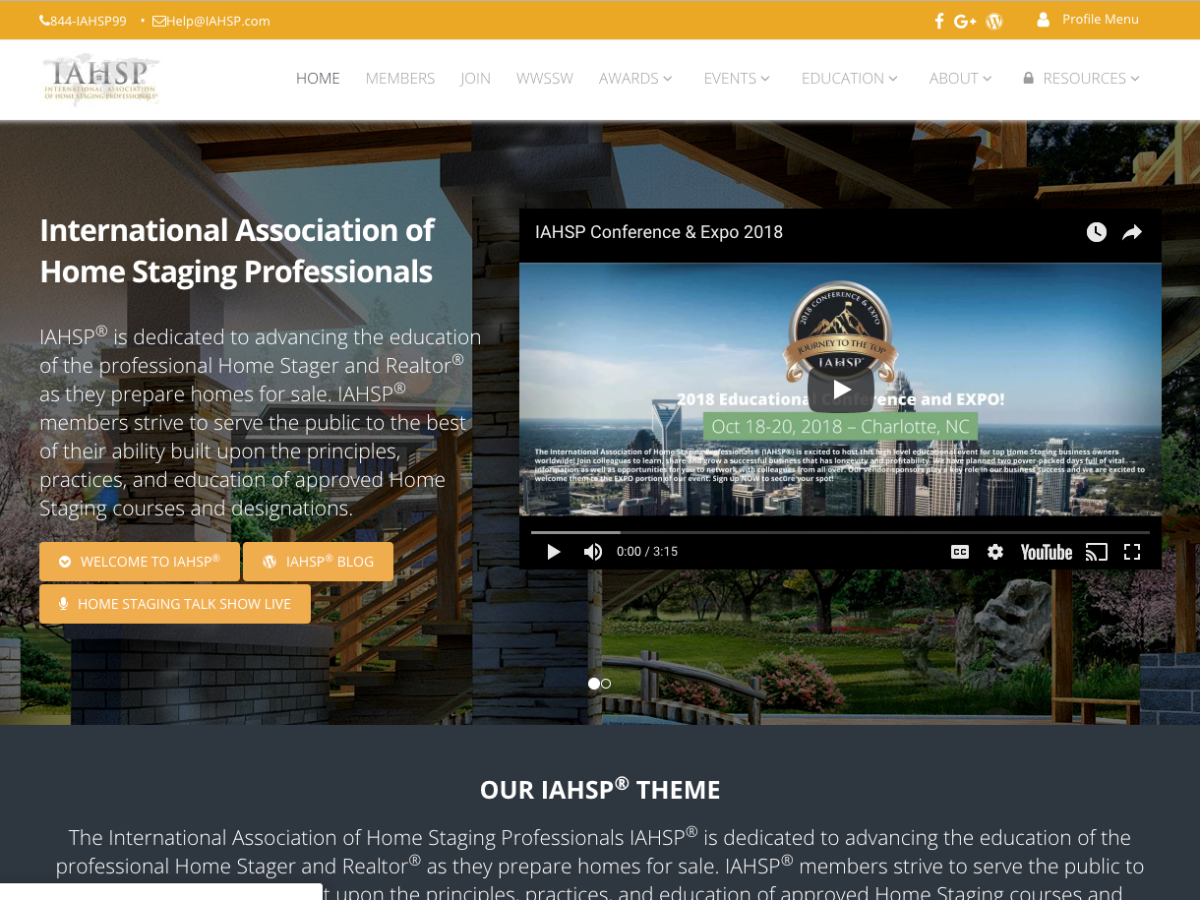 844-IAHSP99 • Help@IAHSP.com
Profile Menu
IAHSP
INTERNATIONAL ASSOCIATION
OF HOME STAGING PROFESSIONALS®
HOME MEMBERS JOIN WWSSW AWARDS EVENTS EDUCATION ABOUT RESOURCES
International Association of
Home Staging Professionals
IAHSP® is dedicated to advancing the education
of the professional Home Stager and Realtor®
as they prepare homes for sale. IAHSP®
members strive to serve the public to the best
of their ability built upon the principles,
practices, and education of approved Home
Staging courses and designations.
WELCOME TO IAHSP® IAHSP® BLOG
HOME STAGING TALK SHOW LIVE
IAHSP Conference & Expo 2018
2018 CONFERENCE & EXPO
JOURNEY TO THE TOP
IAHSP
2018 Educational Conference and EXPO!
Oct 18-20, 2018 – Charlotte, NC
The International Association of Home Staging Professionals® (IAHSP®) is excited to host this high level educational event for top Home Staging business owners
worldwide! Join colleagues to learn, share and grow a successful business that has longevity and profitability. We have planned two power-packed days full of vital
information as well as opportunities for you to network with colleagues from all over. Our vendor sponsors play a key role in our business success and we are excited to
welcome them to the EXPO portion of our event. Sign up NOW to secure your spot!
0:00 / 3:15
CC
YouTube
OUR IAHSP® THEME
The International Association of Home Staging Professionals IAHSP® is dedicated to advancing the education of the
professional Home Stager and Realtor® as they prepare homes for sale. IAHSP® members strive to serve the public to
upon the principles, practices, and education of approved Home Staging courses and